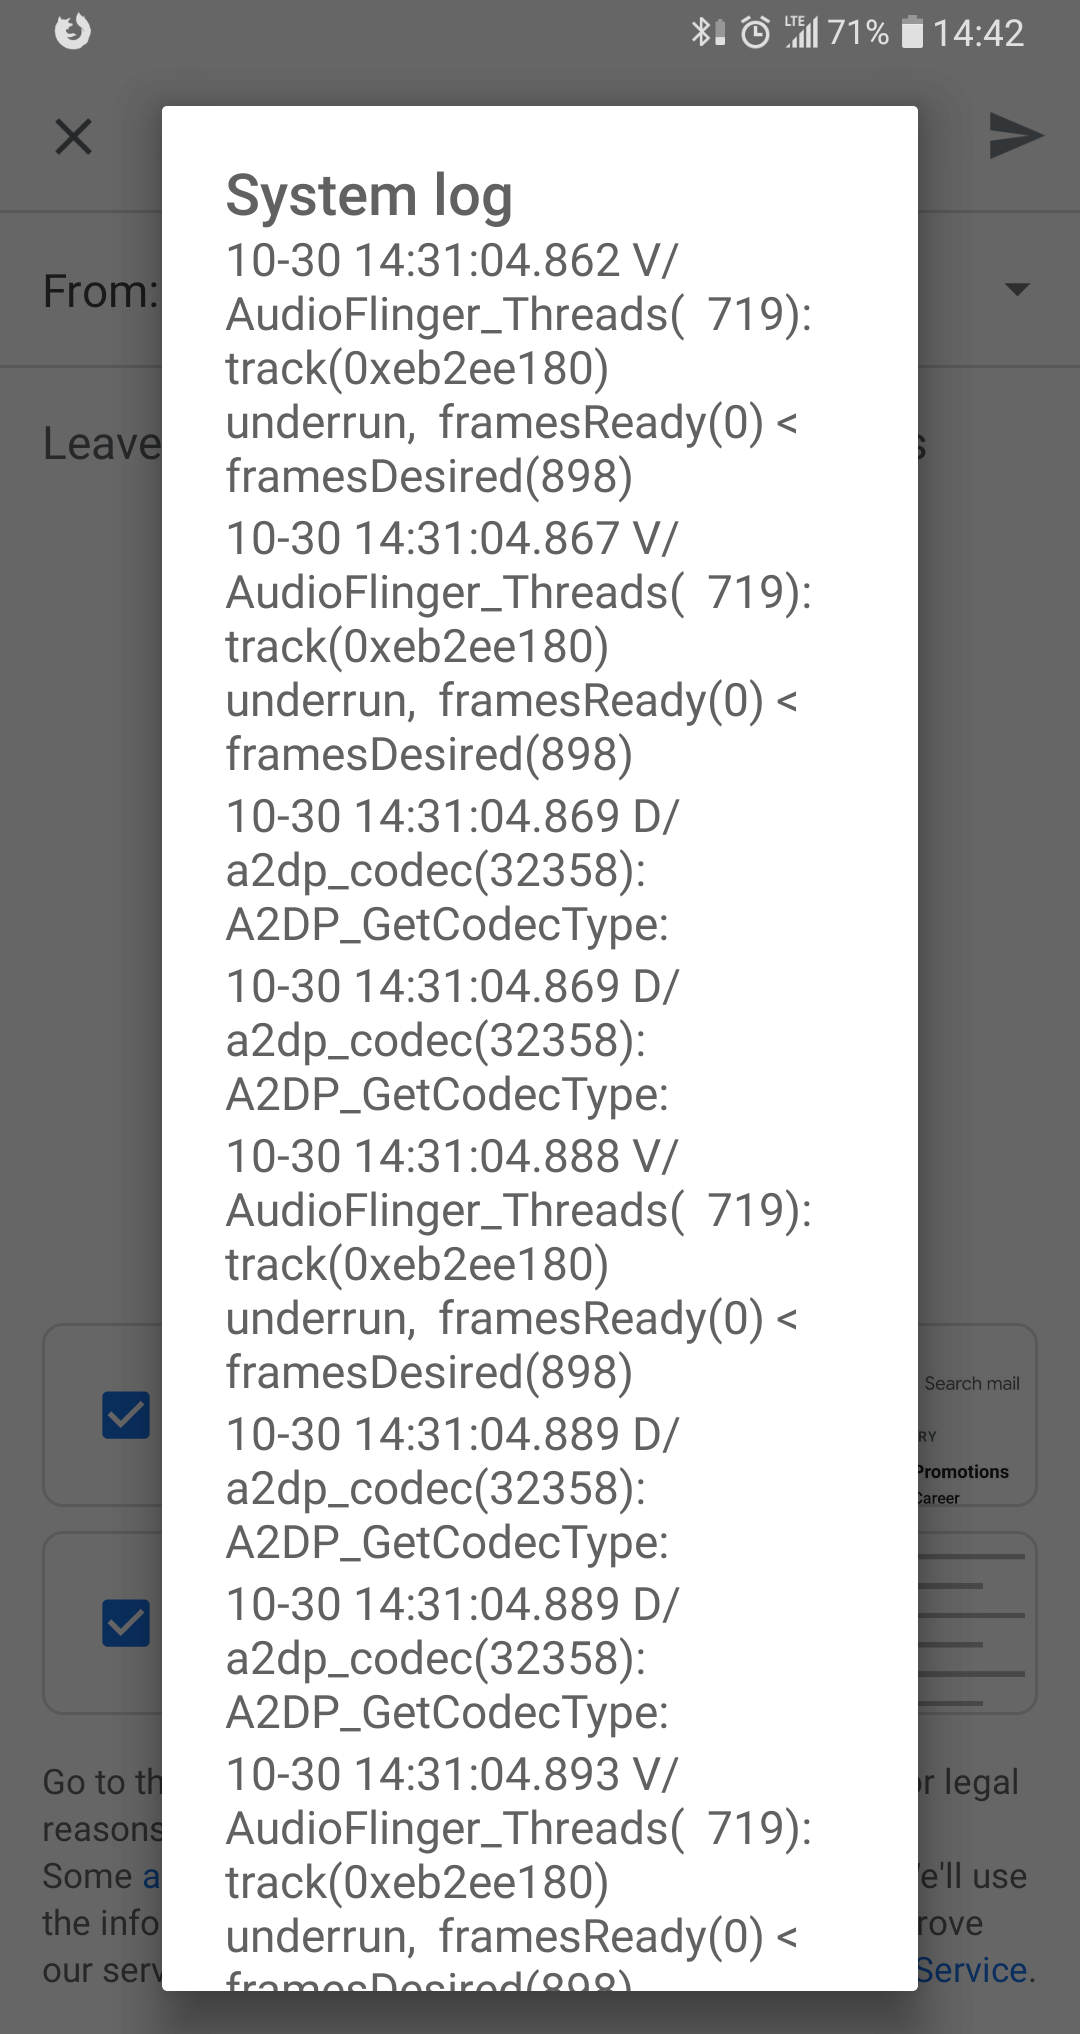 LTE 71% 14:42
System log
10-30 14:31:04.862 V/
AudioFlinger_Threads(  719):
track(0xeb2ee180)
underrun,  framesReady(0) <
framesDesired(898)
10-30 14:31:04.867 V/
AudioFlinger_Threads(  719):
track(0xeb2ee180)
underrun,  framesReady(0) <
framesDesired(898)
10-30 14:31:04.869 D/
a2dp_codec(32358):
A2DP_GetCodecType:
10-30 14:31:04.869 D/
a2dp_codec(32358):
A2DP_GetCodecType:
10-30 14:31:04.888 V/
AudioFlinger_Threads(  719):
track(0xeb2ee180)
underrun,  framesReady(0) <
framesDesired(898)
10-30 14:31:04.889 D/
a2dp_codec(32358):
A2DP_GetCodecType:
10-30 14:31:04.889 D/
a2dp_codec(32358):
A2DP_GetCodecType:
10-30 14:31:04.893 V/
AudioFlinger_Threads(  719):
track(0xeb2ee180)
underrun,  framesReady(0) <
framesDesired(898)
From:
Leave
Search mail
RY
Promotions
Career
Go to th
r legal
reasons
Some a
e'll use
the info
rove
our serv
Service.